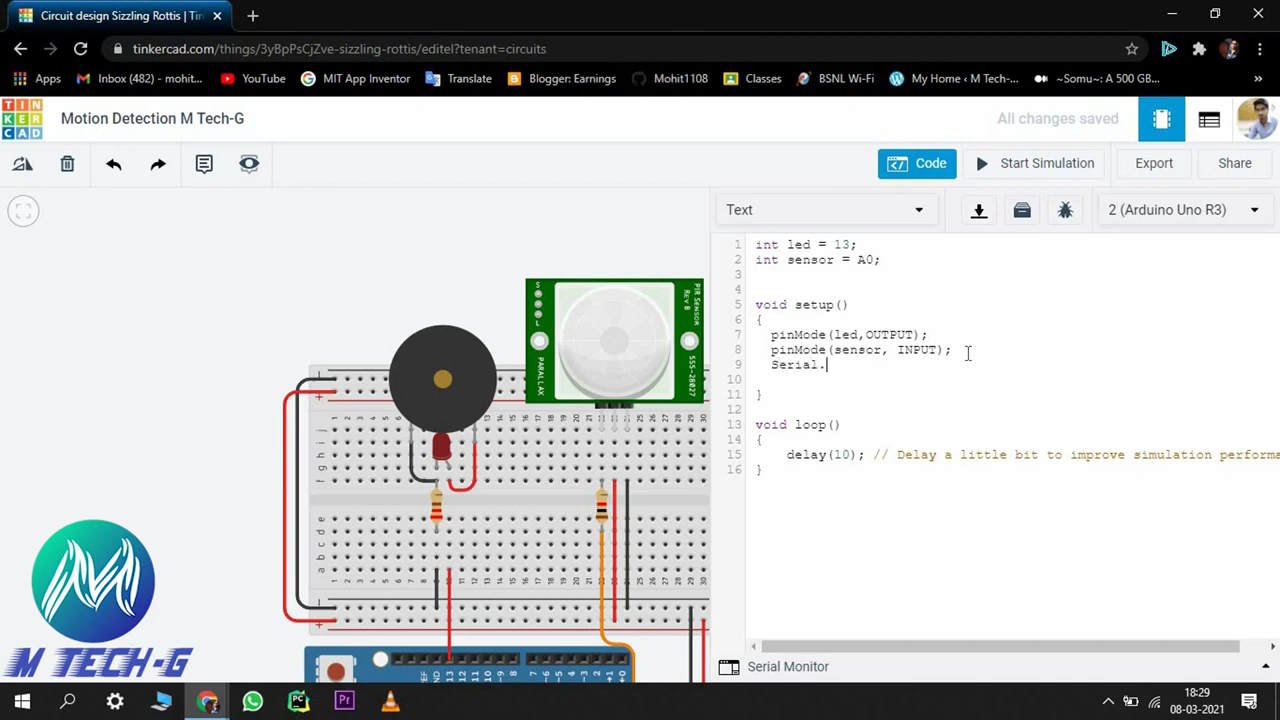 Circuit design Sizzling Rottis | Tin
tinkercad.com/things/3yBpPsCjZve-sizzling-rottis/editel?tenant=circuits
Apps
Inbox (482) - mohit...
YouTube
MIT App Inventor
Translate
Blogger: Earnings
Mohit1108
Classes
BSNL Wi-Fi
My Home ‹ M Tech-...
~Somu~: A 500 GB...
TIN
KER
CAD
Motion Detection M Tech-G
All changes saved
Code
Start Simulation
Export
Share
Text
2 (Arduino Uno R3)
1 int led = 13;
2 int sensor = A0;
3
4
5 void setup()
6 {
7 pinMode(led,OUTPUT);
8 pinMode(sensor, INPUT);
9 Serial.
10
11 }
12
13 void loop()
14 {
15 delay(10); // Delay a little bit to improve simulation performa
16 }
PIR SENSOR
REV B
PARALLAX
555-28027
M TECH-G
Serial Monitor
18:29
08-03-2021